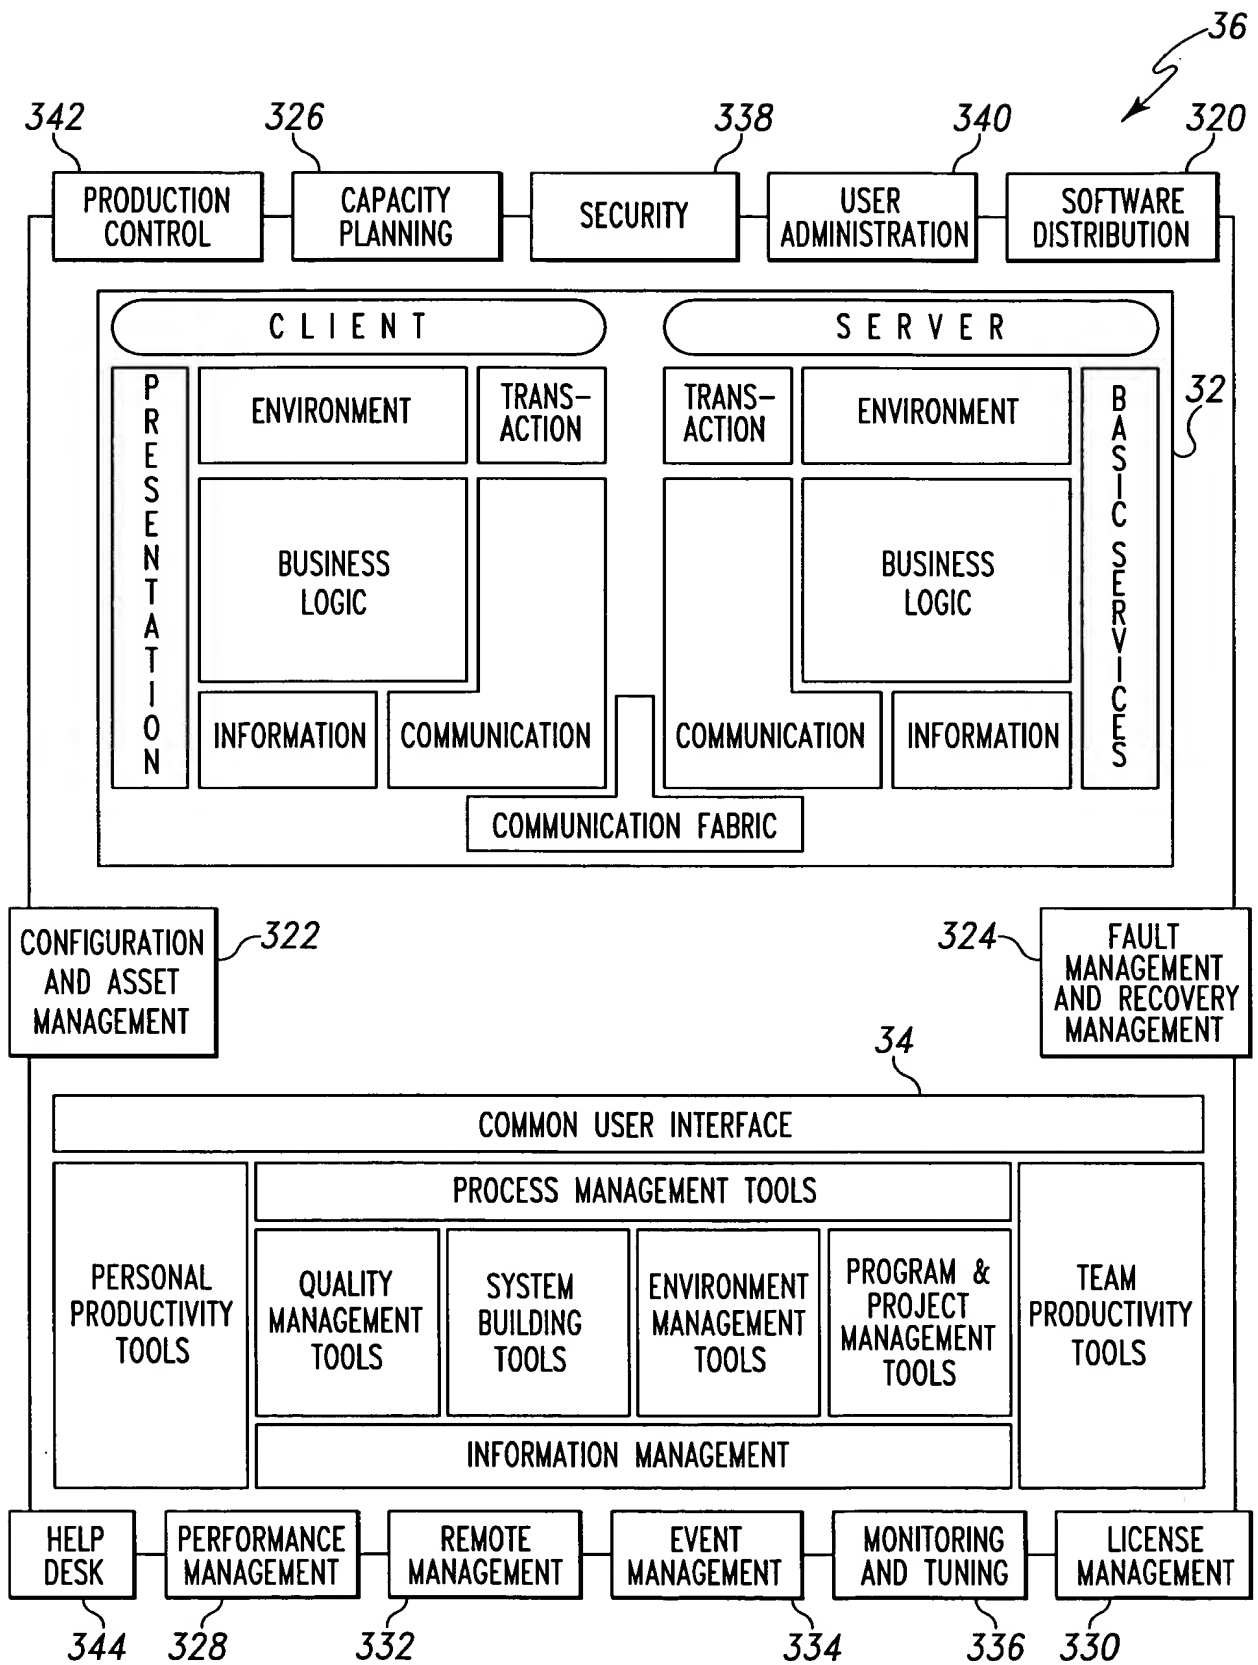 36
342
326
338
340
320
PRODUCTION
CONTROL
CAPACITY
PLANNING
SECURITY
USER
ADMINISTRATION
SOFTWARE
DISTRIBUTION
CLIENT
SERVER
PRESENTATION
ENVIRONMENT
TRANS-
ACTION
TRANS-
ACTION
ENVIRONMENT
BASIC SERVICES
32
BUSINESS
LOGIC
BUSINESS
LOGIC
INFORMATION
COMMUNICATION
COMMUNICATION
INFORMATION
COMMUNICATION FABRIC
CONFIGURATION
AND ASSET
MANAGEMENT
322
324
FAULT
MANAGEMENT
AND RECOVERY
MANAGEMENT
34
COMMON USER INTERFACE
PERSONAL
PRODUCTIVITY
TOOLS
PROCESS MANAGEMENT TOOLS
QUALITY
MANAGEMENT
TOOLS
SYSTEM
BUILDING
TOOLS
ENVIRONMENT
MANAGEMENT
TOOLS
PROGRAM &
PROJECT
MANAGEMENT
TOOLS
TEAM
PRODUCTIVITY
TOOLS
INFORMATION MANAGEMENT
HELP
DESK
PERFORMANCE
MANAGEMENT
REMOTE
MANAGEMENT
EVENT
MANAGEMENT
MONITORING
AND TUNING
LICENSE
MANAGEMENT
344
328
332
334
336
330